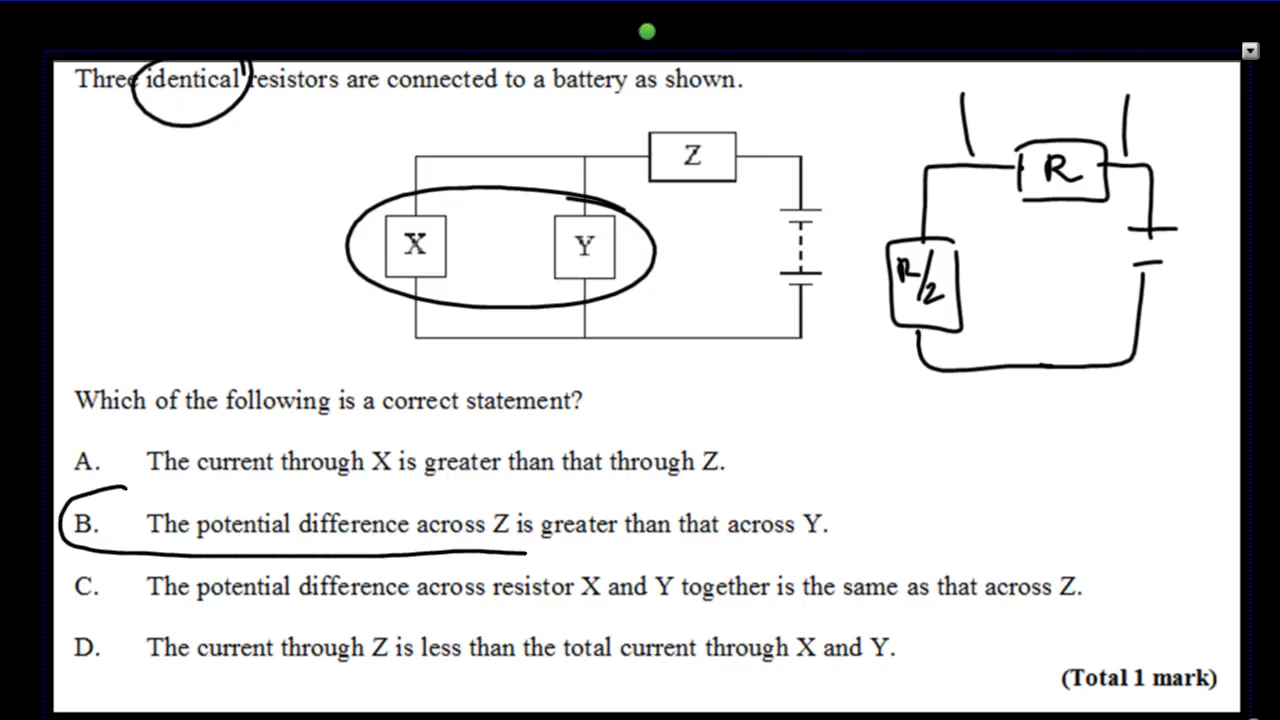 Three identical resistors are connected to a battery as shown.
Z
R
X
Y
R/2
Which of the following is a correct statement?
A. The current through X is greater than that through Z.
B. The potential difference across Z is greater than that across Y.
C. The potential difference across resistor X and Y together is the same as that across Z.
D. The current through Z is less than the total current through X and Y.
(Total 1 mark)